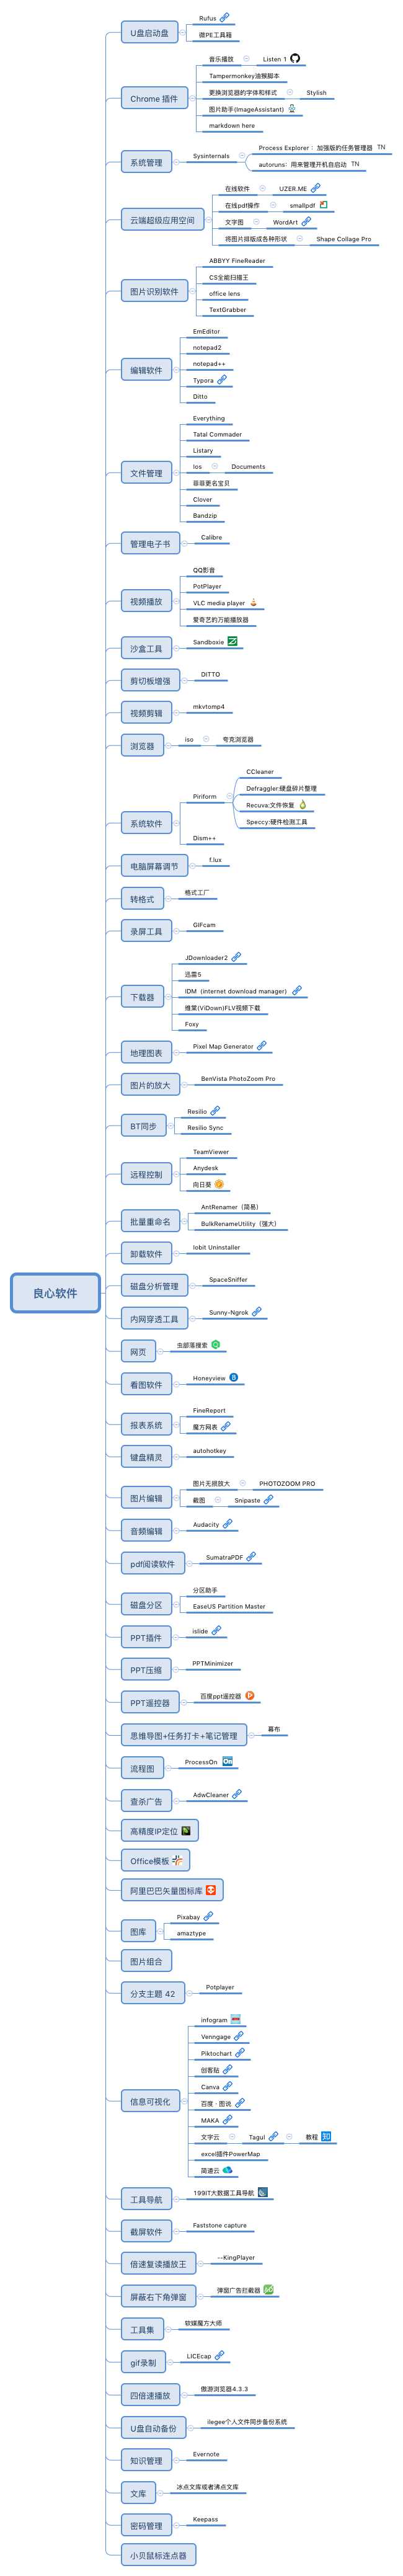 良心软件
U盘启动盘
Rufus
微PE工具箱
Chrome 插件
音乐播放
Listen 1
Tampermonkey油猴脚本
更换浏览器的字体和样式
Stylish
图片助手(ImageAssistant)
markdown here
系统管理
Sysinternals
Process Explorer ：加强版的任务管理器 TN
autoruns：用来管理开机自启动 TN
云端超级应用空间
在线软件
UZER.ME
在线pdf操作
smallpdf
文字图
WordArt
将图片排版成各种形状
Shape Collage Pro
图片识别软件
ABBYY FineReader
CS全能扫描王
office lens
TextGrabber
编辑软件
EmEditor
notepad2
notepad++
Typora
Ditto
文件管理
Everything
Tatal Commader
Listary
Ios
Documents
菲菲更名宝贝
Clover
Bandzip
管理电子书
Calibre
视频播放
QQ影音
PotPlayer
VLC media player
爱奇艺的万能播放器
沙盒工具
Sandboxie
剪切板增强
DITTO
视频剪辑
mkvtomp4
浏览器
iso
夸克浏览器
系统软件
Piriform
CCleaner
Defraggler:硬盘碎片整理
Recuva:文件恢复
Speccy:硬件检测工具
Dism++
电脑屏幕调节
f.lux
转格式
格式工厂
录屏工具
GIFcam
下载器
JDownloader2
迅雷5
IDM（internet download manager）
维棠(ViDown)FLV视频下载
Foxy
地理图表
Pixel Map Generator
图片的放大
BenVista PhotoZoom Pro
BT同步
Resilio
Resilio Sync
远程控制
TeamViewer
Anydesk
向日葵
批量重命名
AntRenamer（简易）
BulkRenameUtility（强大）
卸载软件
Iobit Uninstaller
磁盘分析管理
SpaceSniffer
内网穿透工具
Sunny-Ngrok
网页
虫部落搜索
看图软件
Honeyview
报表系统
FineReport
魔方网表
键盘精灵
autohotkey
图片编辑
图片无损放大
PHOTOZOOM PRO
截图
Snipaste
音频编辑
Audacity
pdf阅读软件
SumatraPDF
磁盘分区
分区助手
EaseUS Partition Master
PPT插件
islide
PPT压缩
PPTMinimizer
PPT遥控器
百度ppt遥控器
思维导图+任务打卡+笔记管理
幕布
流程图
ProcessOn
On
查杀广告
AdwCleaner
高精度IP定位
Office模板
阿里巴巴矢量图标库
图库
Pixabay
amaztype
图片组合
分支主题 42
Potplayer
信息可视化
infogram
Venngage
Piktochart
创客贴
Canva
百度 · 图说
MAKA
文字云
Tagul
教程
知
excel插件PowerMap
简道云
工具导航
199IT大数据工具导航
截屏软件
Faststone capture
倍速复读播放王
--KingPlayer
屏蔽右下角弹窗
弹窗广告拦截器
工具集
软媒魔方大师
gif录制
LICEcap
四倍速播放
傲游浏览器4.3.3
U盘自动备份
ilegee个人文件同步备份系统
知识管理
Evernote
文库
冰点文库或者沸点文库
密码管理
Keepass
小贝鼠标连点器